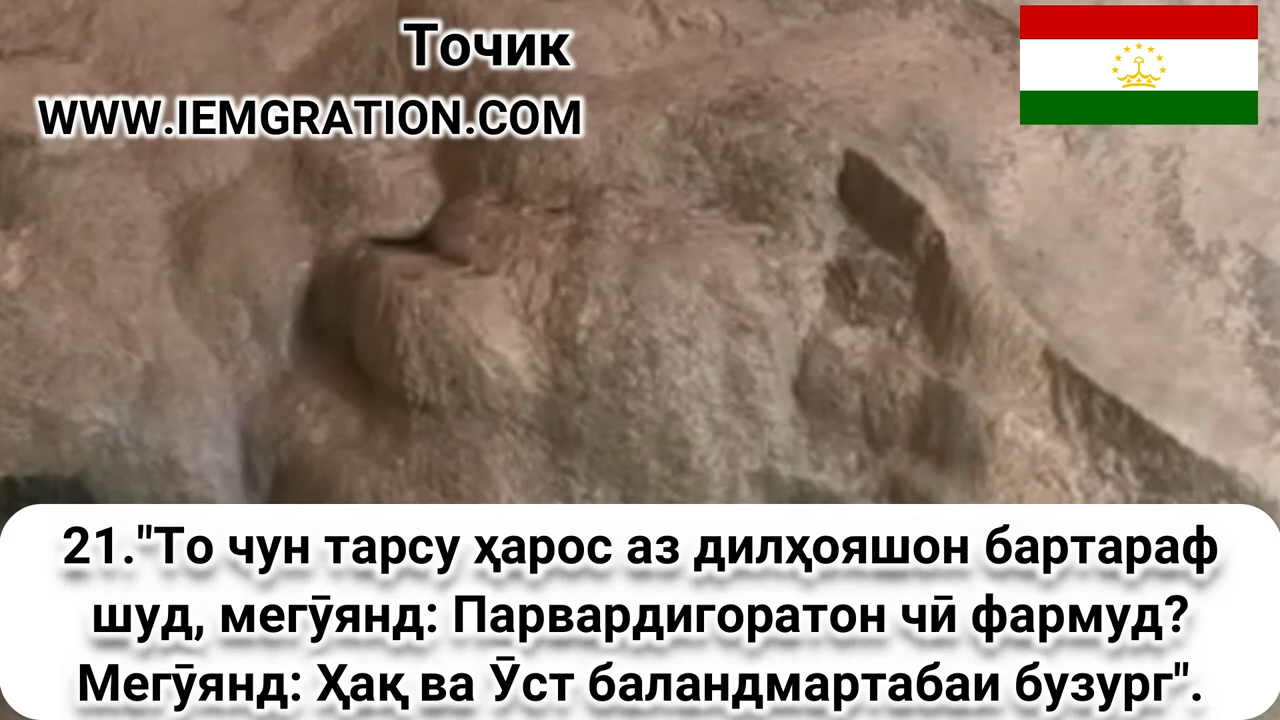 Точик
WWW.IEMGRATION.COM
21."То чун тарсу ҳарос аз дилҳояшон бартараф
шуд, мегӯянд: Парвардигоратон чӣ фармуд?
Мегӯянд: Ҳақ ва Ӯст баландмартабаи бузург".